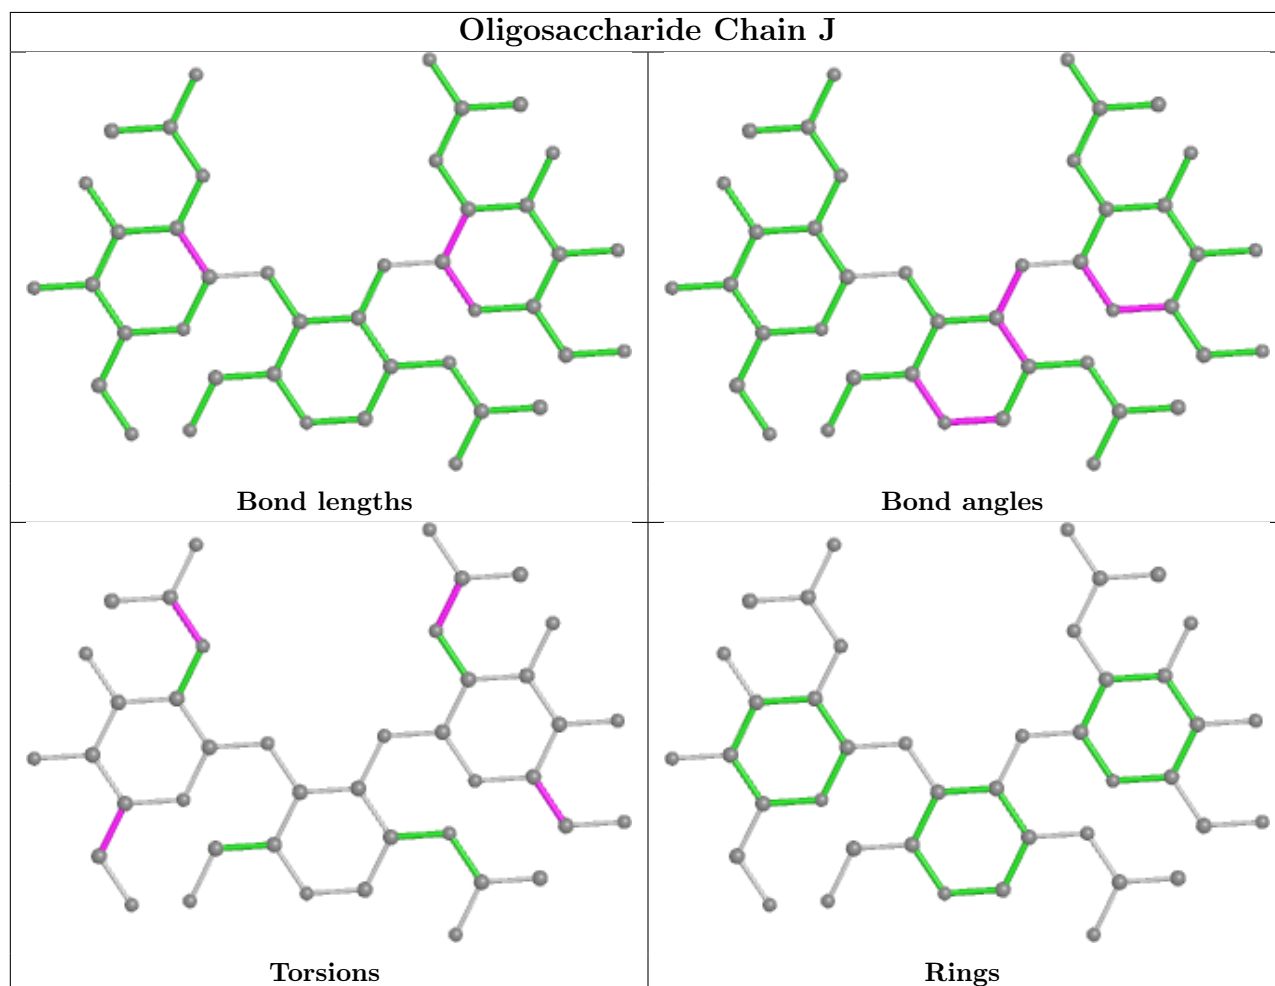 Oligosaccharide Chain J
Bond lengths
Bond angles
Torsions
Rings